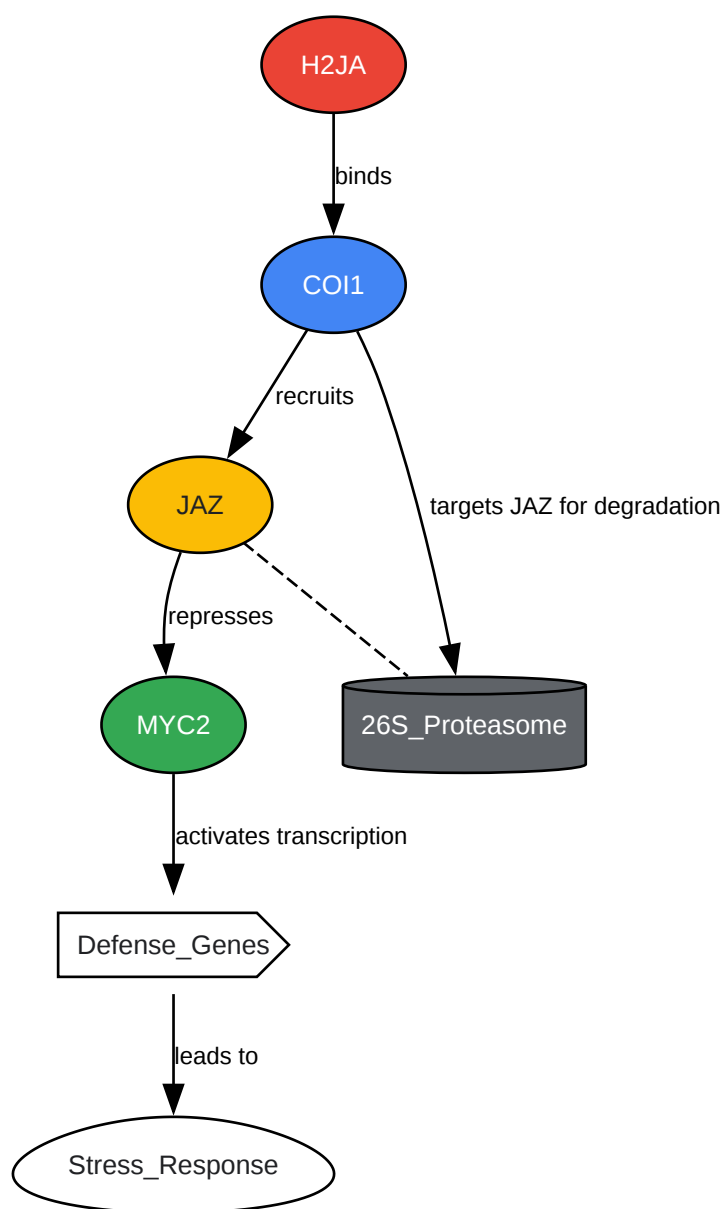 H2JA
binds
COI1
recruits
JAZ
targets JAZ for degradation
represses
MYC2
26S_Proteasome
activates transcription
Defense_Genes
leads to
Stress_Response